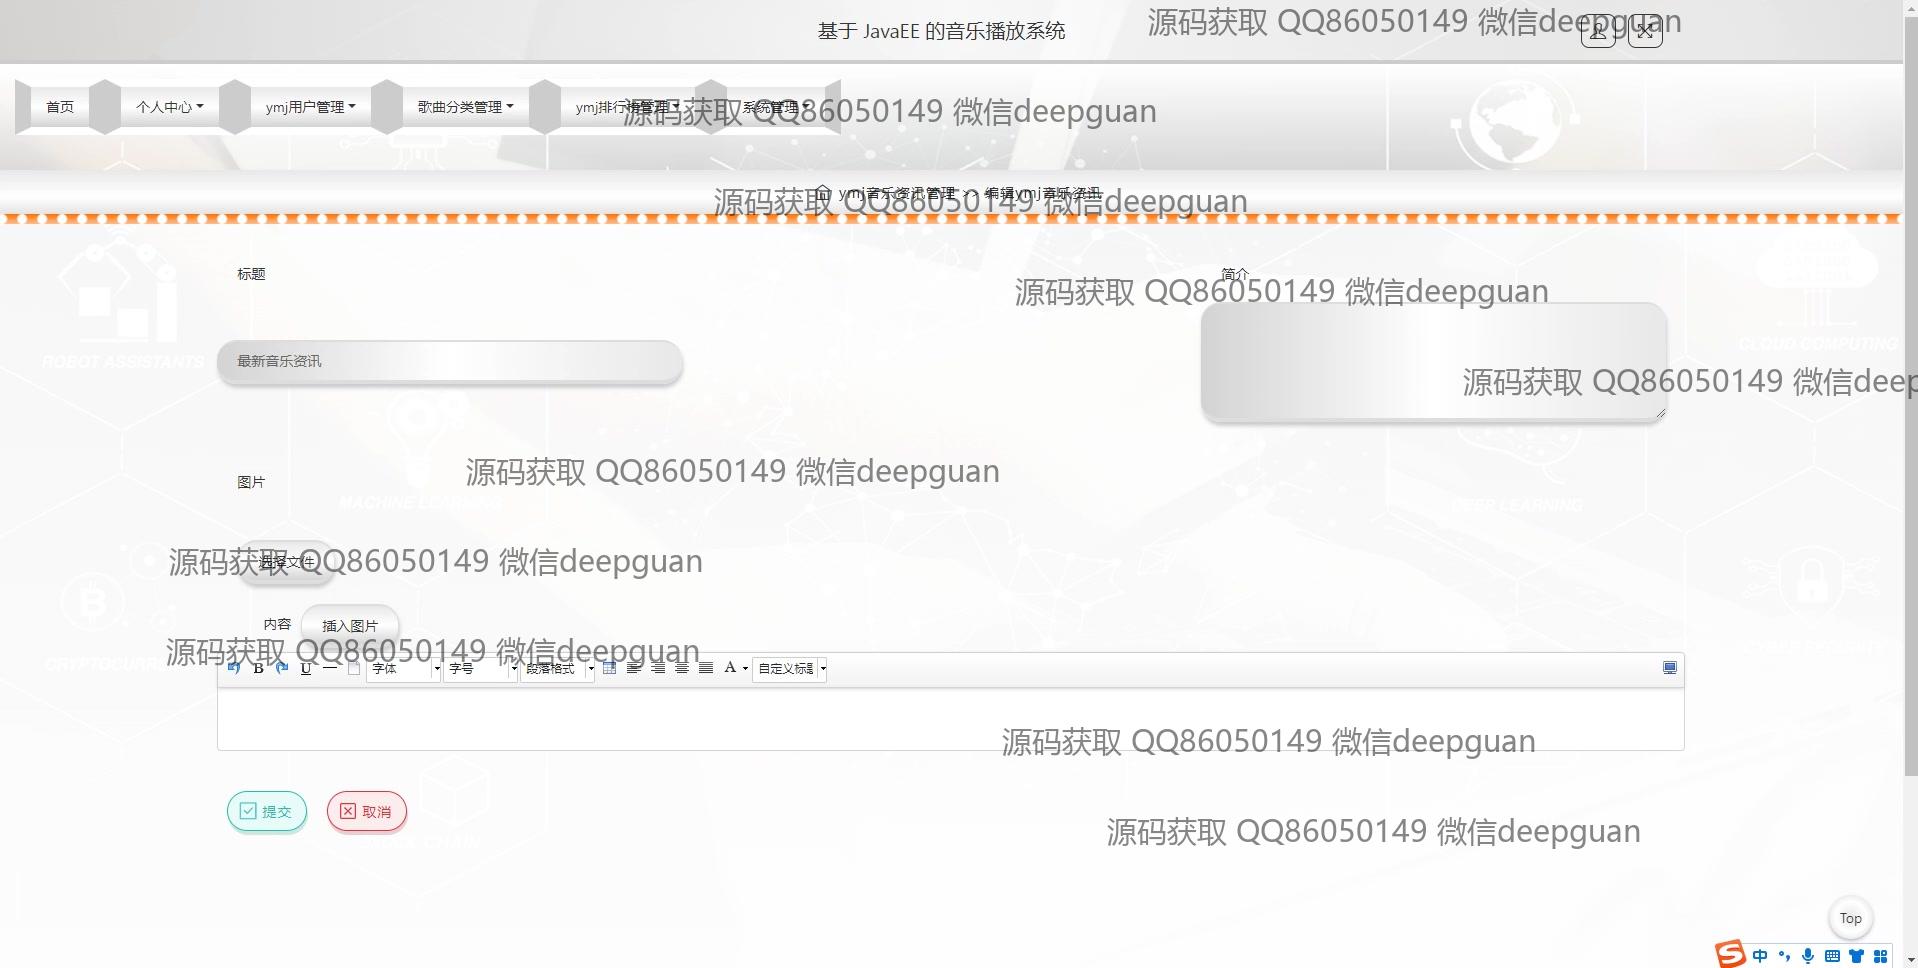 基于 JavaEE 的音乐播放系统
源码获取 QQ86050149 微信deepguan
首页
个人中心
ymj用户管理
歌曲分类管理
ymj排行榜管理
系统管理
源码获取 QQ86050149 微信deepguan
ymj音乐资讯管理 >> 编辑ymj音乐资讯
源码获取 QQ86050149 微信deepguan
标题
简介
源码获取 QQ86050149 微信deepguan
最新音乐资讯
ROBOT ASSISTANTS
CLOUD COMPUTING
源码获取 QQ86050149 微信deep
源码获取 QQ86050149 微信deepguan
图片
MACHINE LEARNING
DEEP LEARNING
选择文件
源码获取 QQ86050149 微信deepguan
内容
插入图片
源码获取 QQ86050149 微信deepguan
B U 字体 字号 段落格式 A 自定义标题
源码获取 QQ86050149 微信deepguan
提交
取消
源码获取 QQ86050149 微信deepguan
Top
中